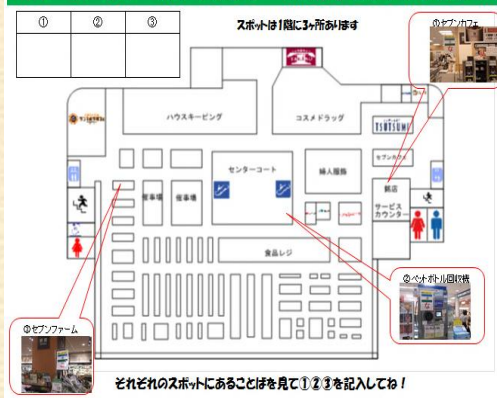 ① ② ③
スポットは1階に3ヶ所あります
①セブンカフェ
ハウスキーピング
コスメドラッグ
TSUTSUMI
センターコート
婦人服飾
セブンカフェ
催事場
催事場
銘店
サービス
カウンター
食品レジ
②ペットボトル回収機
③セブンファーム
それぞれのスポットにあることばを見て①②③を記入してね！